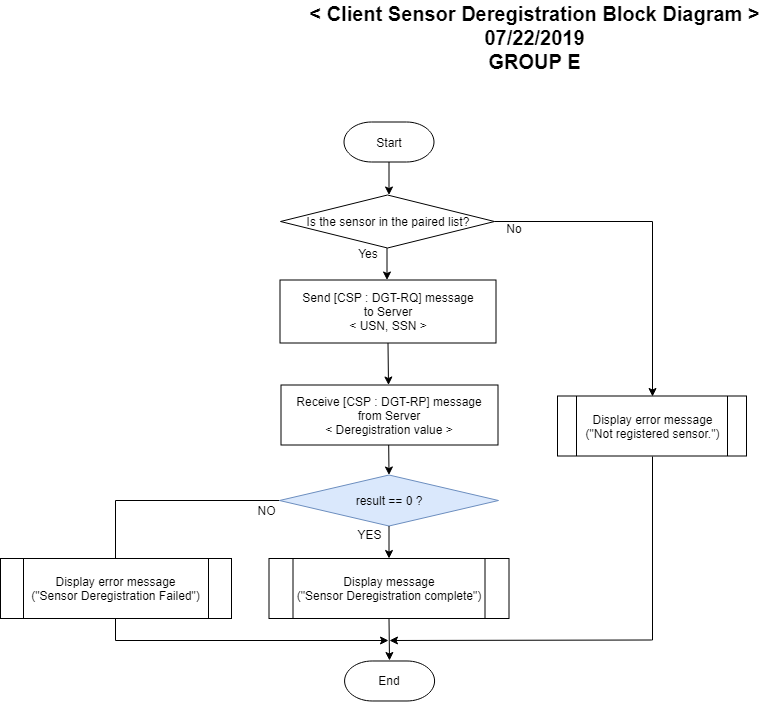 < Client Sensor Deregistration Block Diagram >
07/22/2019
GROUP E
Start
Is the sensor in the paired list?
No
Yes
Send [CSP : DGT-RQ] message
to Server
< USN, SSN >
Receive [CSP : DGT-RP] message
from Server
< Deregistration value >
Display error message
("Not registered sensor.")
result == 0 ?
NO
YES
Display error message
("Sensor Deregistration Failed")
Display message
("Sensor Deregistration complete")
End